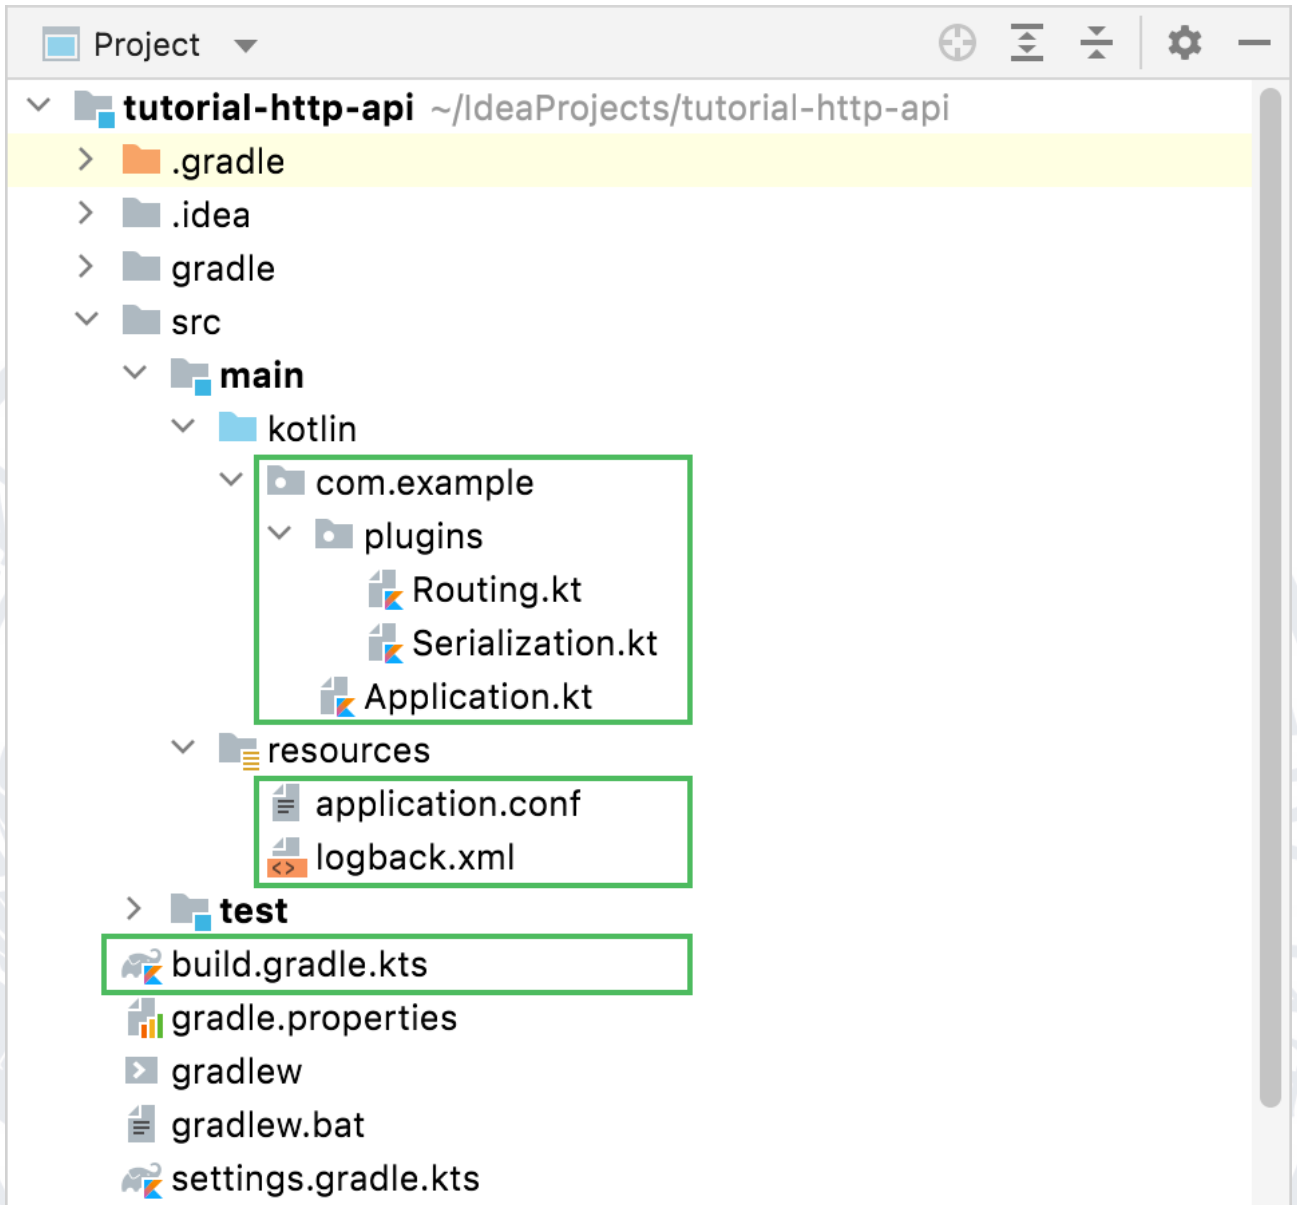 Project
tutorial-http-api ~/IdeaProjects/tutorial-http-api
.gradle
.idea
gradle
src
main
kotlin
com.example
plugins
Routing.kt
Serialization.kt
Application.kt
resources
application.conf
logback.xml
test
build.gradle.kts
gradle.properties
gradlew
gradlew.bat
settings.gradle.kts